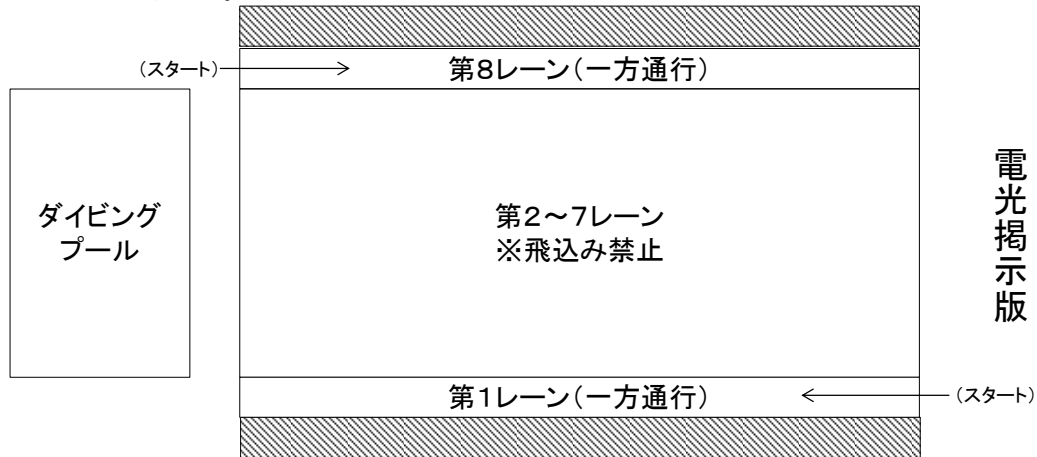 (スタート)
第8レーン(一方通行)
ダイビング
プール
第2~7レーン
※飛込み禁止
電光掲示版
第1レーン(一方通行)
(スタート)